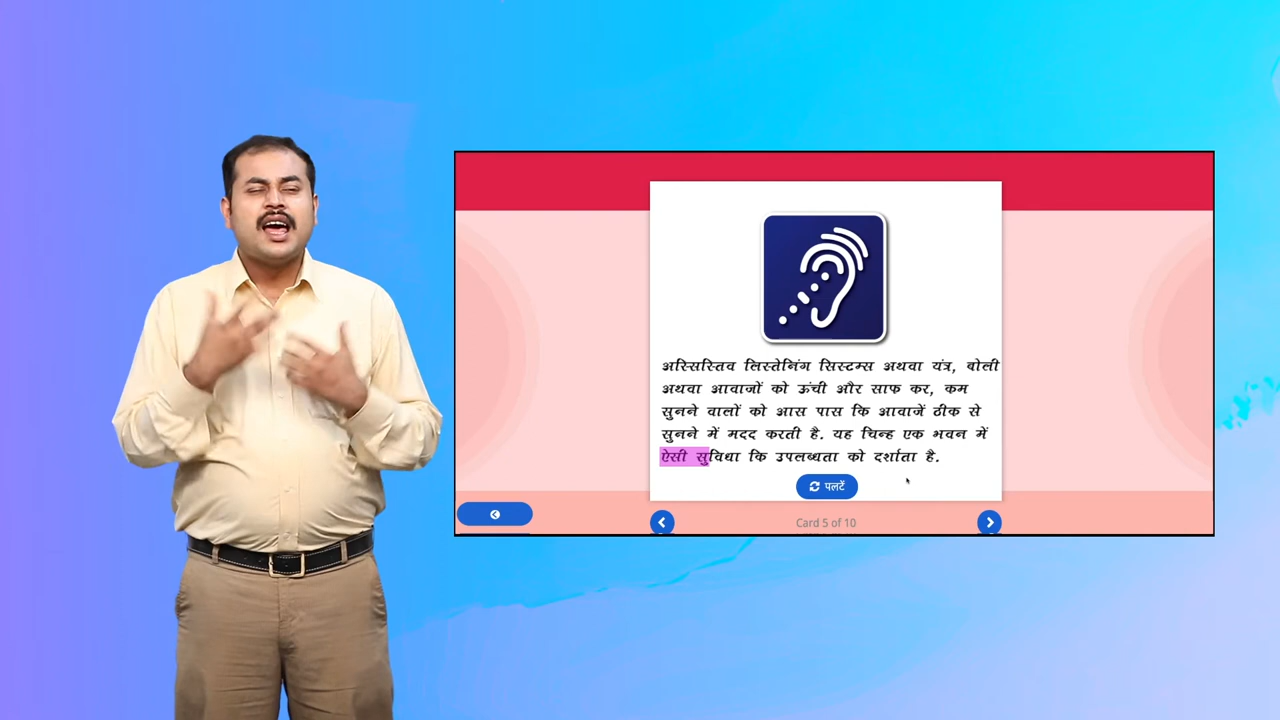 अस्सिस्तिव लिस्तेनिंग सिस्टम्स अथवा यंत्र, बोली
अथवा आवाजों को ऊंची और साफ कर, कम
सुनने वालों को आस पास कि आवाजें ठीक से
सुनने में मदद करती है. यह चिन्ह एक भवन में
ऐसी सुविधा कि उपलब्धता को दर्शाता है.
पलटें
Card 5 of 10